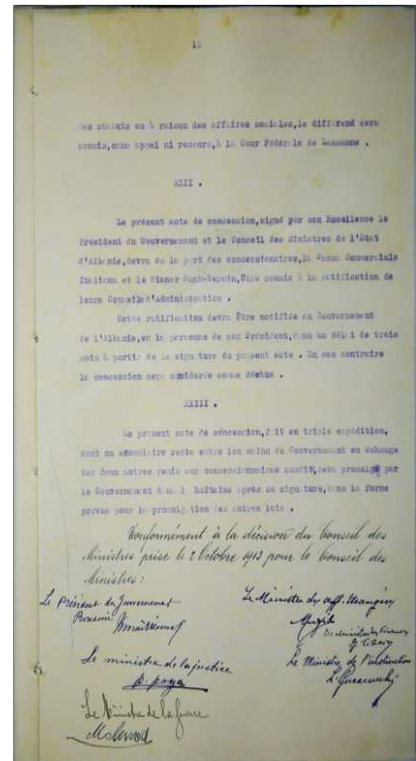 12
des statuts ou à raison des affaires sociales, le différend sera
soumis, sans appel ni recours, à la Cour Fédérale de Lausanne .
XXII .
Le présent acte de concession, signé par son Excellence le
Président du Gouvernement et le Conseil des Ministres de l'Etat
d'Albanie, devra de la part des concessionnaires, la Banca Commerciale
Italiana et le Wiener Bank-Verein, être soumis à la ratification de
leurs Conseils d'Administration .
Cette ratification devra être notifiée au Gouvernement
de l'Albanie, en la personne de son Président, dans un délai de trois
mois à partir de la signature du présent acte . En cas contraire
la concession sera considérée comme déchue .
XXIII .
Le présent acte de concession, fait en triple expédition,
dont un exemplaire reste entre les mains du Gouvernement en échange
des deux autres remis aux concessionnaires susdits, sera promulgué par
le Gouvernement huitaine après sa signature, dans la forme
prévue pour la promulgation des autres lois .
Conformément à la décision du Conseil des
Ministres prise le 2 Octobre 1913 pour le Conseil des
Ministres :
Le Président du Gouvernement
Le Ministre des aff. Etrangères
Le ministre de la justice
Le Ministre de l'instruction
Le Ministre de la guerre